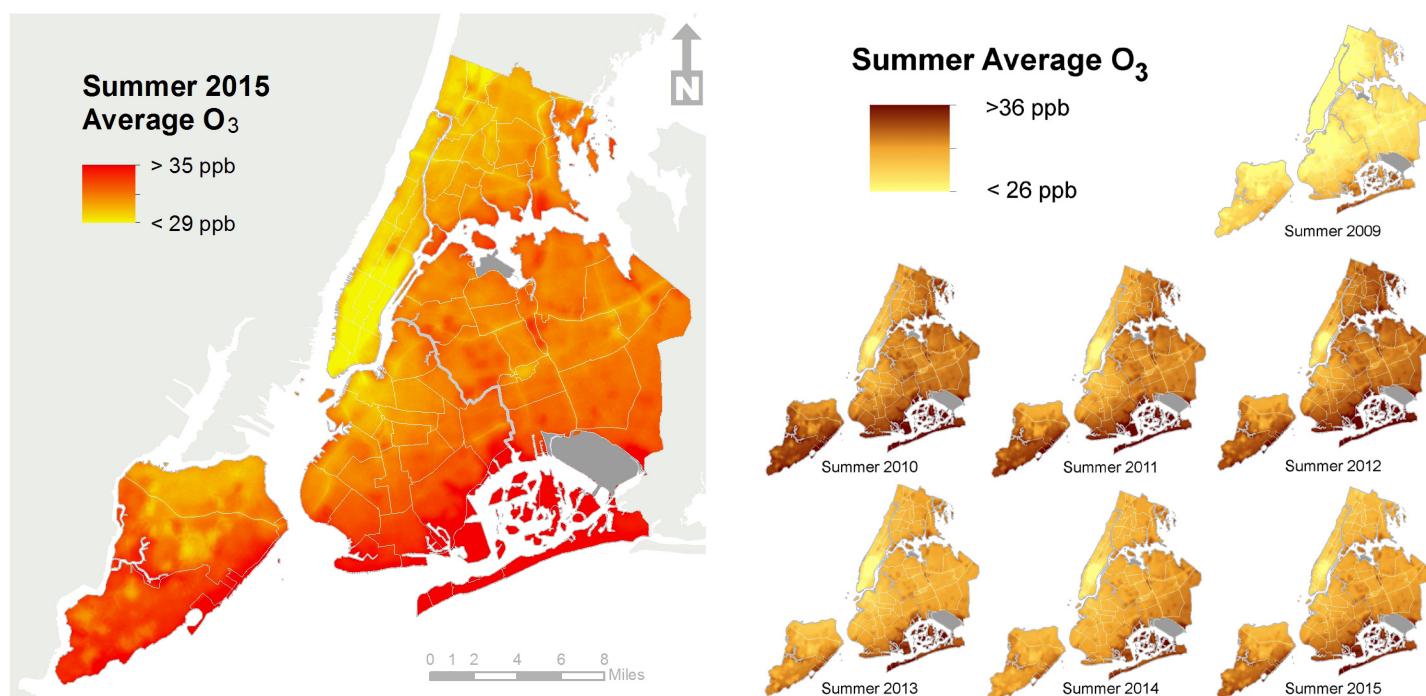 Summer 2015
Average O₃
> 35 ppb
< 29 ppb
N
0 1 2 4 6 8
Miles
Summer Average O₃
>36 ppb
< 26 ppb
Summer 2009
Summer 2010
Summer 2011
Summer 2012
Summer 2013
Summer 2014
Summer 2015